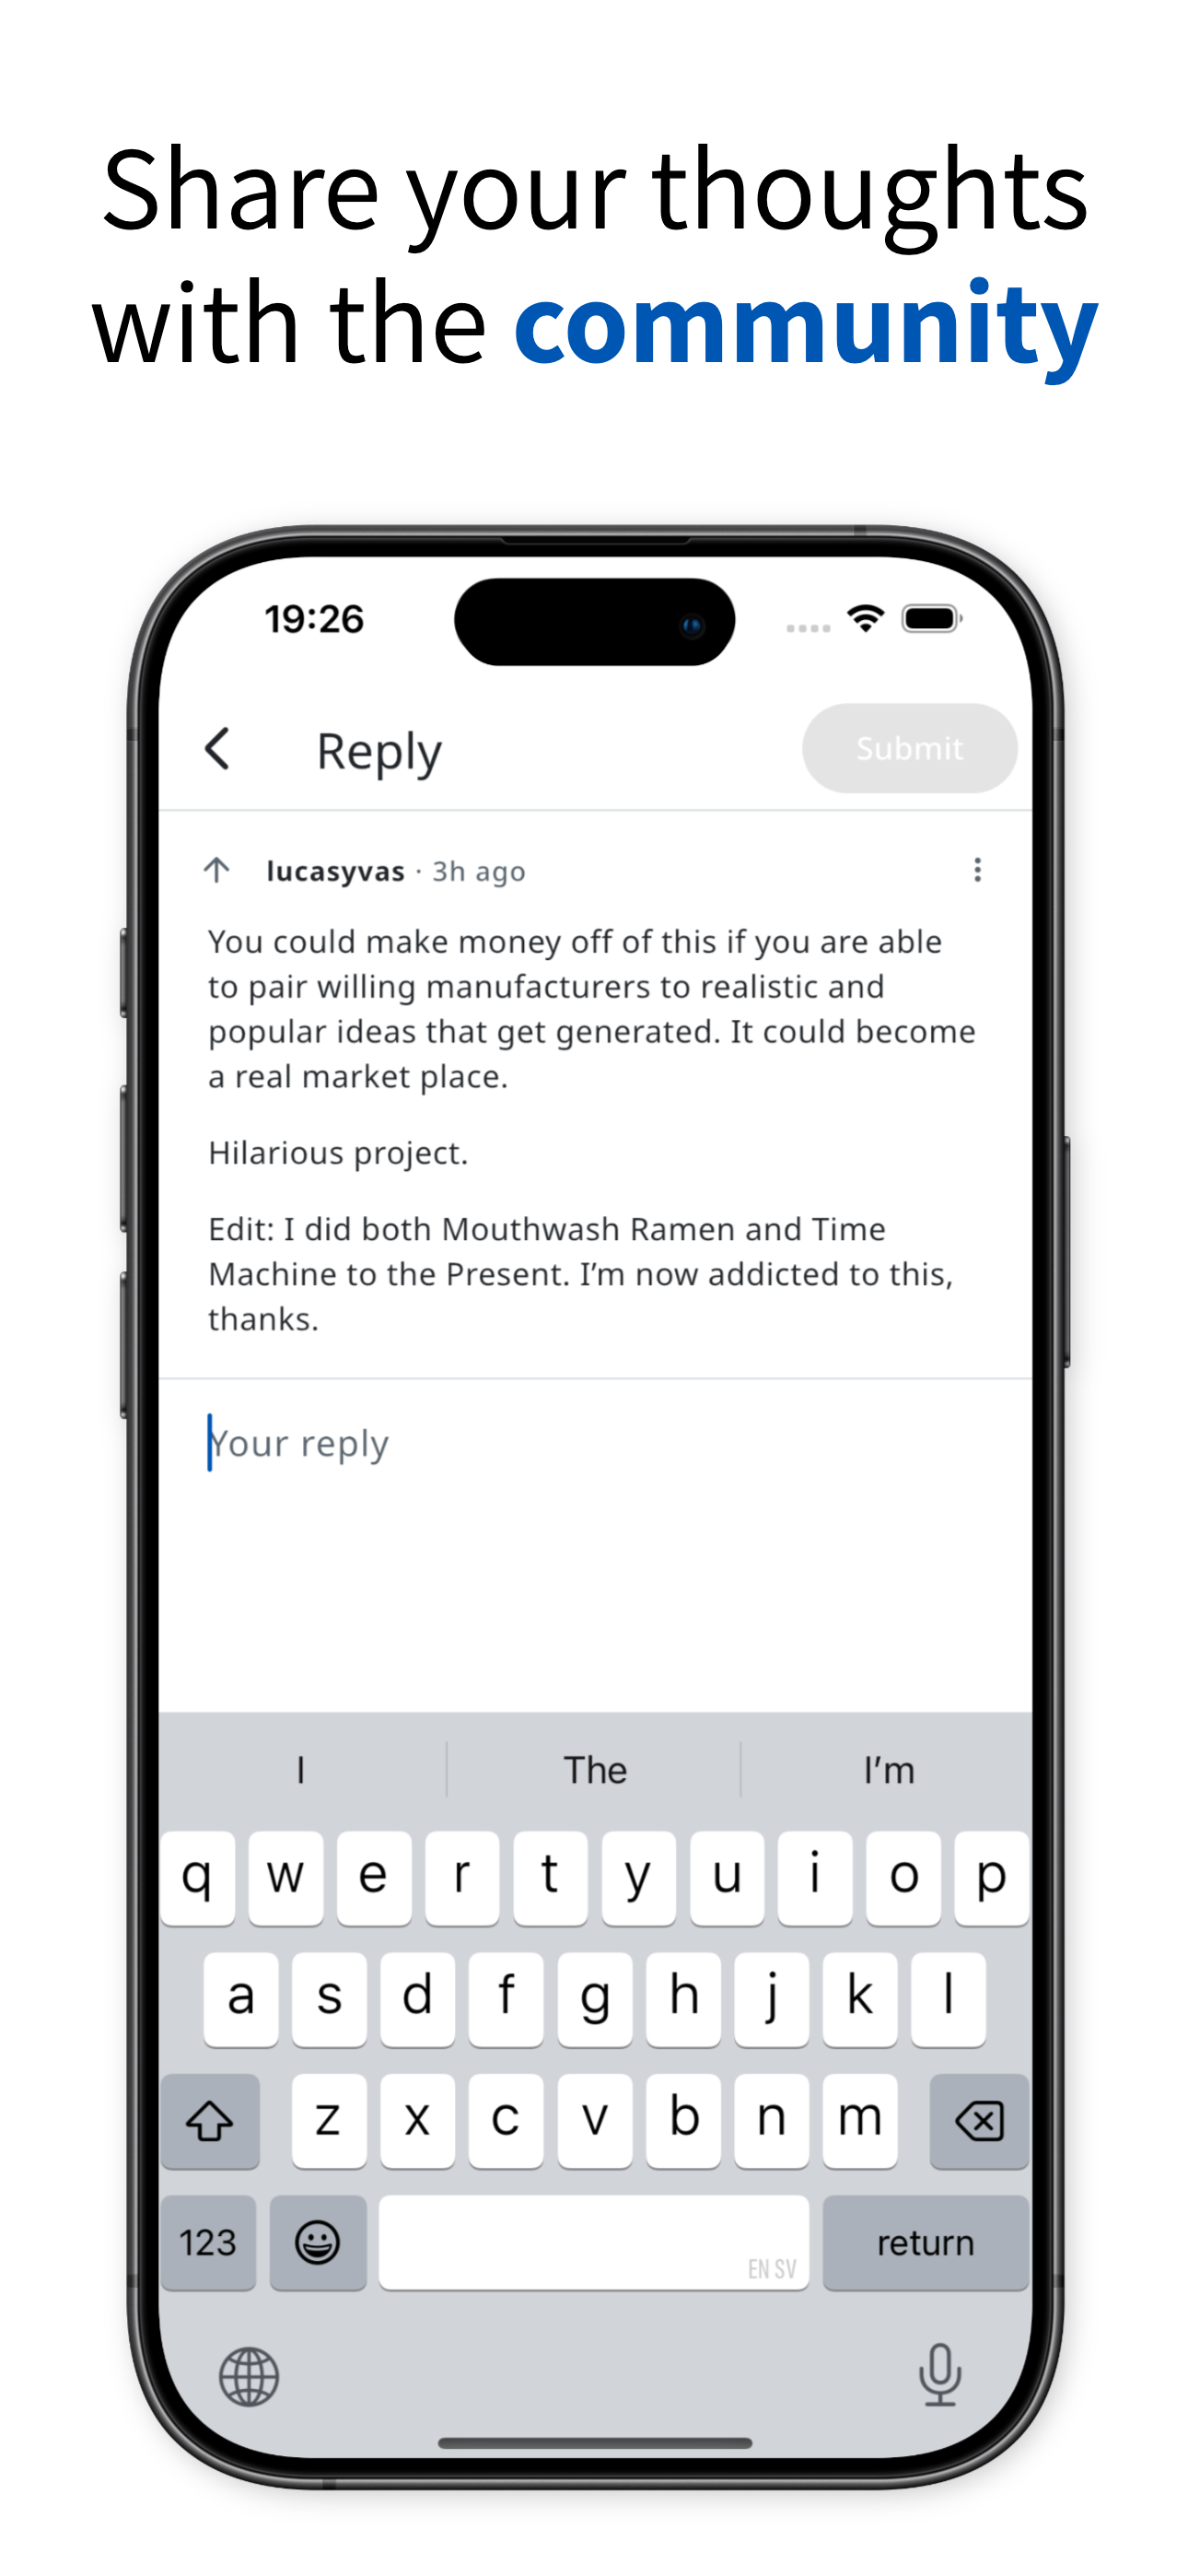 Share your thoughts
with the community
19:26
Reply
Submit
lucasyvas · 3h ago
You could make money off of this if you are able
to pair willing manufacturers to realistic and
popular ideas that get generated. It could become
a real market place.
Hilarious project.
Edit: I did both Mouthwash Ramen and Time
Machine to the Present. I’m now addicted to this,
thanks.
Your reply
I The I’m
q w e r t y u i o p
a s d f g h j k l
z x c v b n m
123 EN SV return